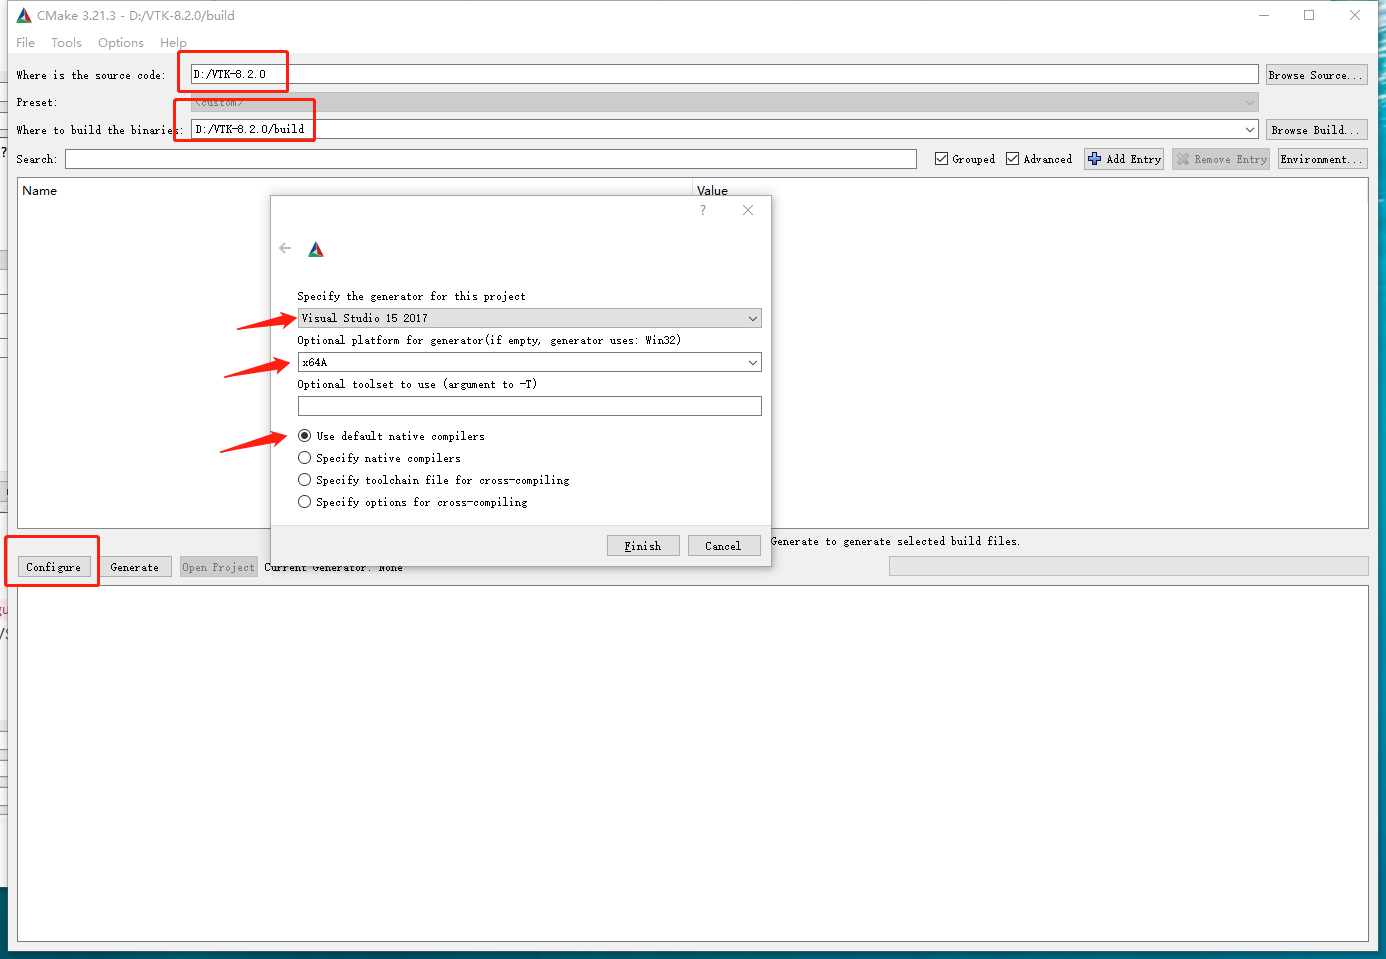 CMake 3.21.3 - D:/VTK-8.2.0/build
File Tools Options Help
Where is the source code: D:/VTK-8.2.0 Browse Source...
Preset: <custom>
Where to build the binaries: D:/VTK-8.2.0/build Browse Build...
Search: Grouped Advanced Add Entry Remove Entry Environment...
Name Value
?
Specify the generator for this project
Visual Studio 15 2017
Optional platform for generator(if empty, generator uses: Win32)
x64A
Optional toolset to use (argument to -T)
Use default native compilers
Specify native compilers
Specify toolchain file for cross-compiling
Specify options for cross-compiling
Finish Cancel
Generate to generate selected build files.
Configure Generate Open Project Current Generator: None